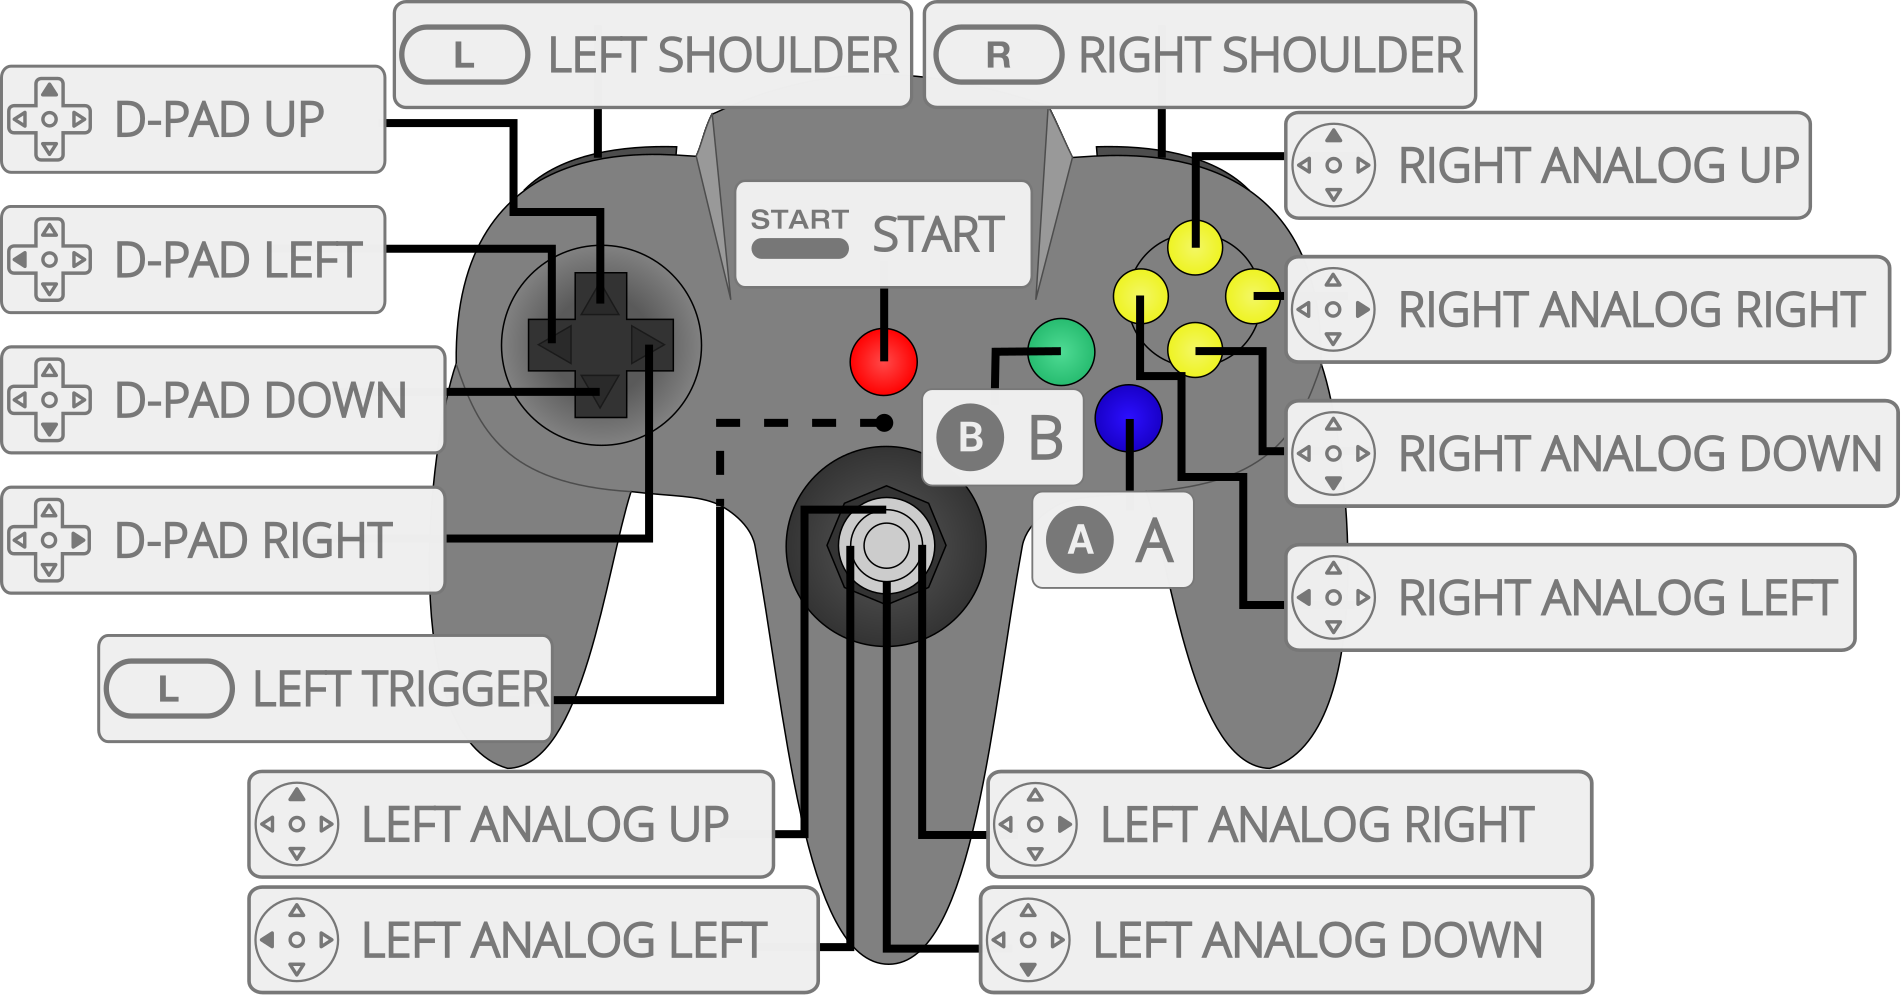 L LEFT SHOULDER
R RIGHT SHOULDER
D-PAD UP
RIGHT ANALOG UP
START START
D-PAD LEFT
RIGHT ANALOG RIGHT
D-PAD DOWN
B B
RIGHT ANALOG DOWN
D-PAD RIGHT
A A
RIGHT ANALOG LEFT
L LEFT TRIGGER
LEFT ANALOG UP
LEFT ANALOG RIGHT
LEFT ANALOG LEFT
LEFT ANALOG DOWN